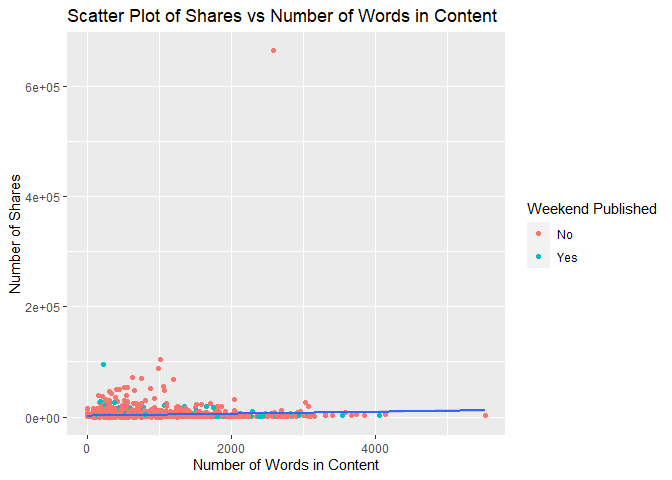 Scatter Plot of Shares vs Number of Words in Content
6e+05
4e+05
2e+05
0e+00
Number of Shares
0
2000
4000
Number of Words in Content
Weekend Published
No
Yes